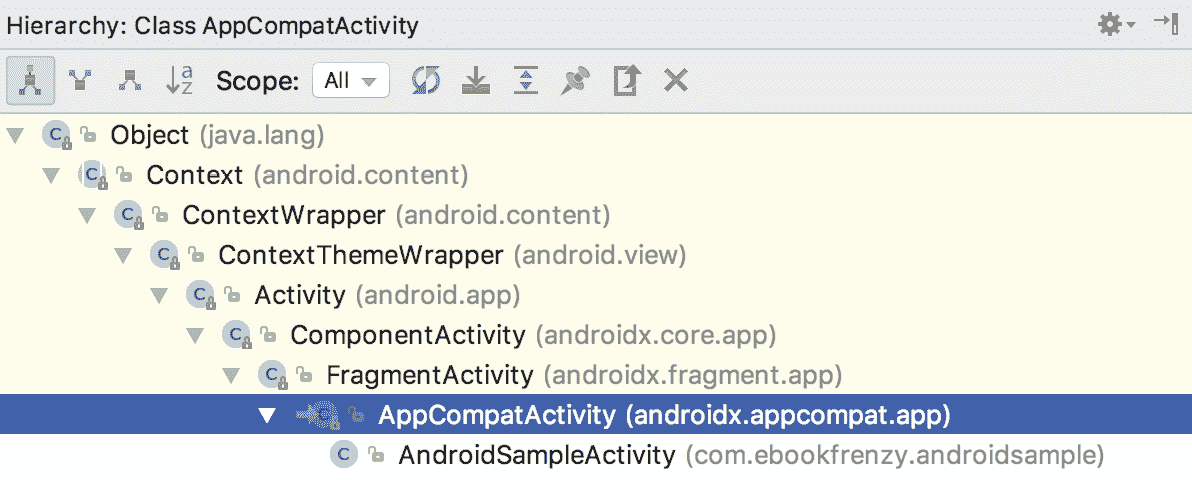 Hierarchy: Class AppCompatActivity
Scope: All
C Object (java.lang)
C Context (android.content)
C ContextWrapper (android.content)
C ContextThemeWrapper (android.view)
C Activity (android.app)
C ComponentActivity (androidx.core.app)
C FragmentActivity (androidx.fragment.app)
AppCompatActivity (androidx.appcompat.app)
C AndroidSampleActivity (com.ebookfrenzy.androidsample)